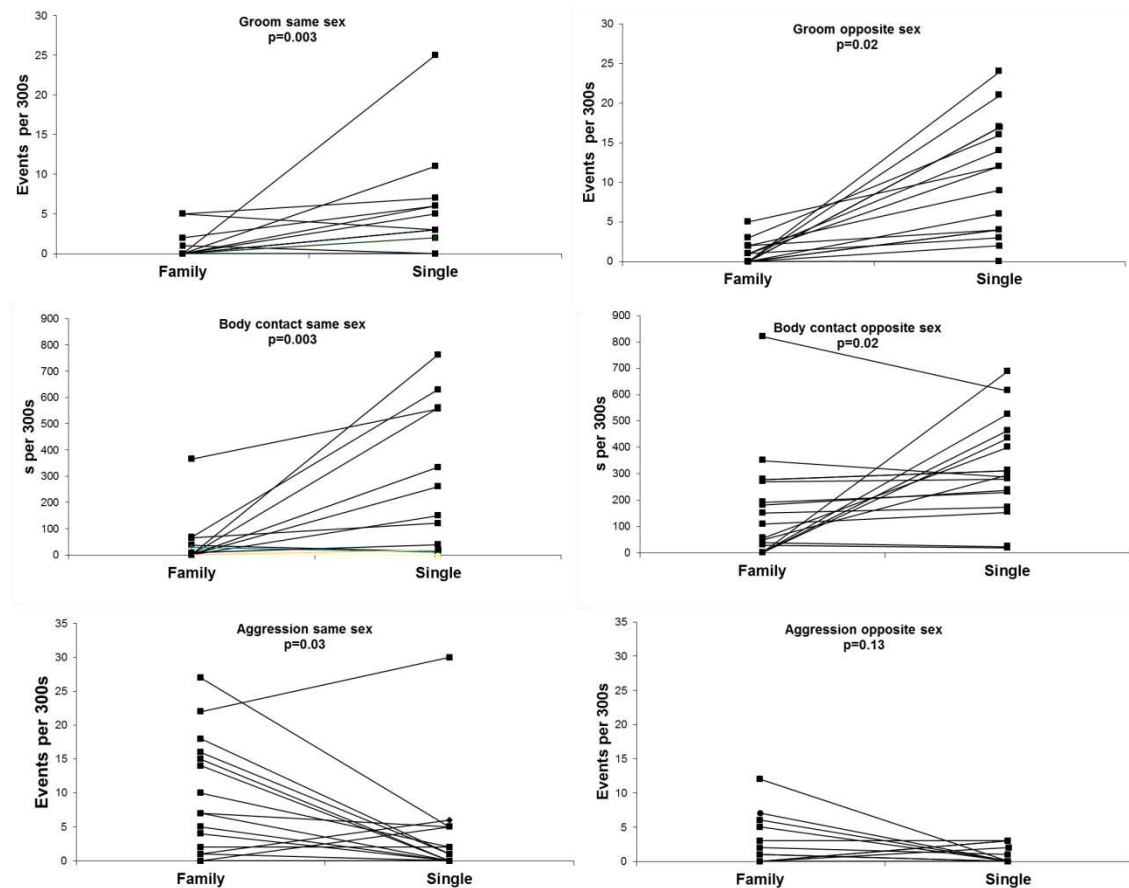 Groom same sex
p=0.003
Events per 300s
30
25
20
15
10
5
0
Family
Single
Groom opposite sex
p=0.02
Events per 300s
30
25
20
15
10
5
0
Family
Single
Body contact same sex
p=0.003
s per 300s
900
800
700
600
500
400
300
200
100
0
Family
Single
Body contact opposite sex
p=0.02
s per 300s
900
800
700
600
500
400
300
200
100
0
Family
Single
Aggression same sex
p=0.03
Events per 300s
35
30
25
20
15
10
5
0
Family
Single
Aggression opposite sex
p=0.13
Events per 300s
35
30
25
20
15
10
5
0
Family
Single